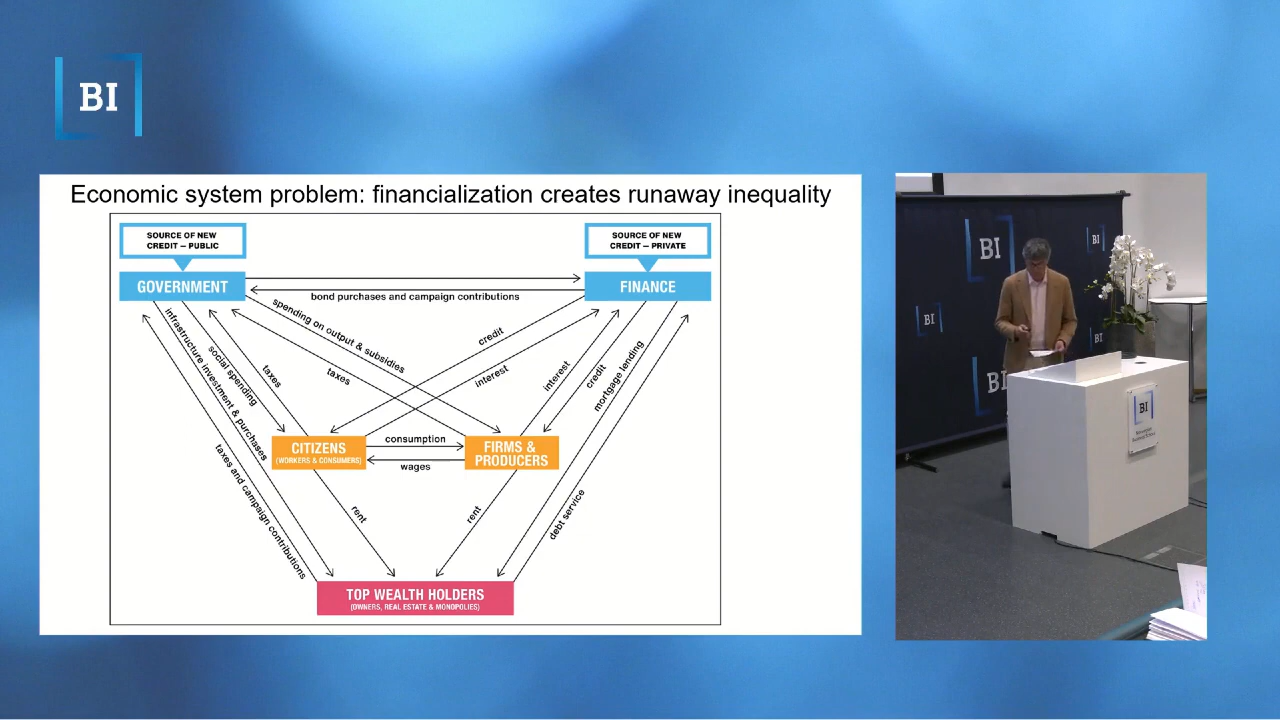 BI
Economic system problem: financialization creates runaway inequality
SOURCE OF NEW
CREDIT – PUBLIC
SOURCE OF NEW
CREDIT – PRIVATE
GOVERNMENT
FINANCE
bond purchases and campaign contributions
spending on output & subsidies
taxes
credit
interest
infrastructure investment & purchases
social spending
taxes
interest
credit
mortgage lending
CITIZENS
(WORKERS & CONSUMERS)
consumption
wages
FIRMS &
PRODUCERS
taxes and campaign contributions
rent
rent
debt service
TOP WEALTH HOLDERS
(OWNERS, REAL ESTATE & MONOPOLIES)
BI
BI
BI
BI
BI